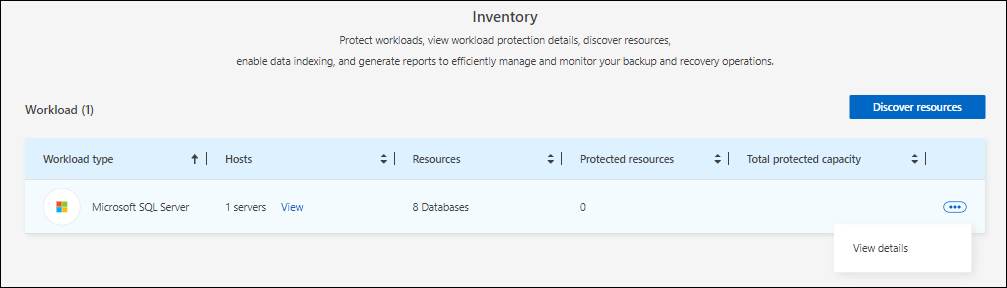 Inventory
Protect workloads, view workload protection details, discover resources,
enable data indexing, and generate reports to efficiently manage and monitor your backup and recovery operations.
Workload (1)
Discover resources
Workload type Hosts Resources Protected resources Total protected capacity
Microsoft SQL Server 1 servers View 8 Databases 0
View details